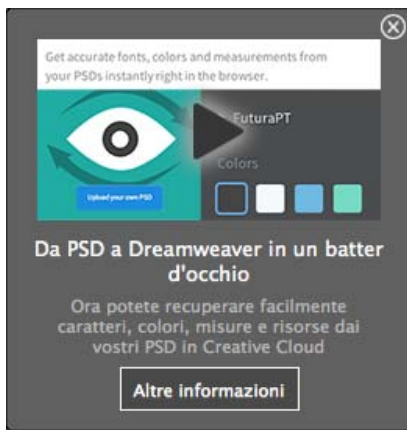 Get accurate fonts, colors and measurements from
your PSDs instantly right in the browser.
FuturaPT
Colors
Upload your own PSD
Da PSD a Dreamweaver in un batter
d'occhio
Ora potete recuperare facilmente
caratteri, colori, misure e risorse dai
vostri PSD in Creative Cloud
Altre informazioni